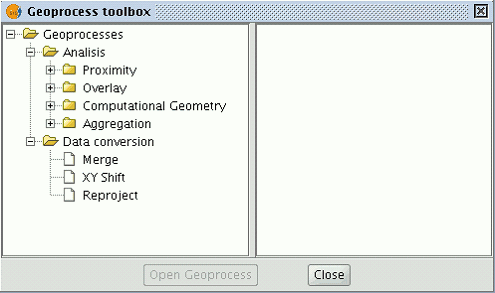 Geoprocess toolbox
Geoprocesses
Analisis
Proximity
Overlay
Computational Geometry
Aggregation
Data conversion
Merge
XY Shift
Reproject
Open Geoprocess
Close